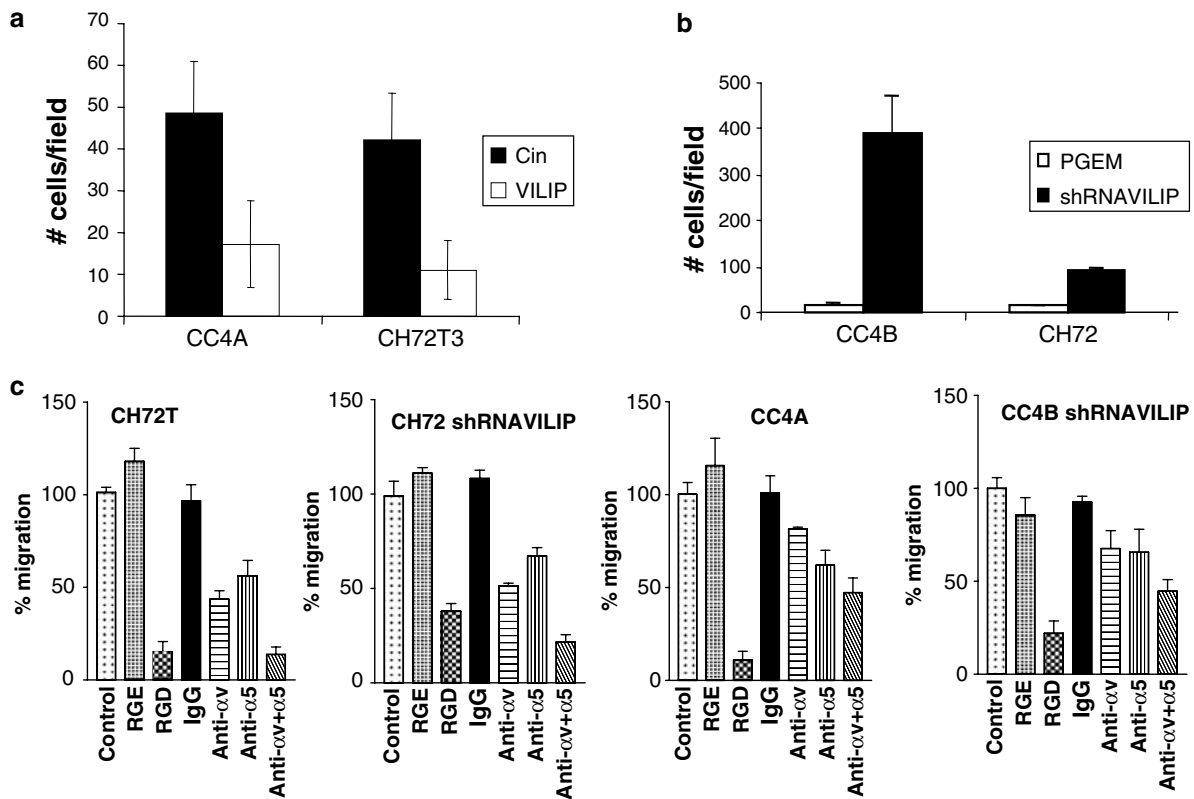 a
70
60
50
40
30
20
10
0
# cells/field
CC4A
CH72T3
Cin
VILIP
b
500
400
300
200
100
0
# cells/field
CC4B
CH72
PGEM
shRNAVILIP
c
CH72T
150
100
50
0
% migration
Control
RGE
RGD
IgG
Anti-αv
Anti-α5
Anti-αv+α5
CH72 shRNAVILIP
150
100
50
0
% migration
Control
RGE
RGD
IgG
Anti-αv
Anti-α5
Anti-αv+α5
CC4A
150
100
50
0
% migration
Control
RGE
RGD
IgG
Anti-αv
Anti-α5
Anti-αv+α5
CC4B shRNAVILIP
150
100
50
0
% migration
Control
RGE
RGD
IgG
Anti-αv
Anti-α5
Anti-αv+α5